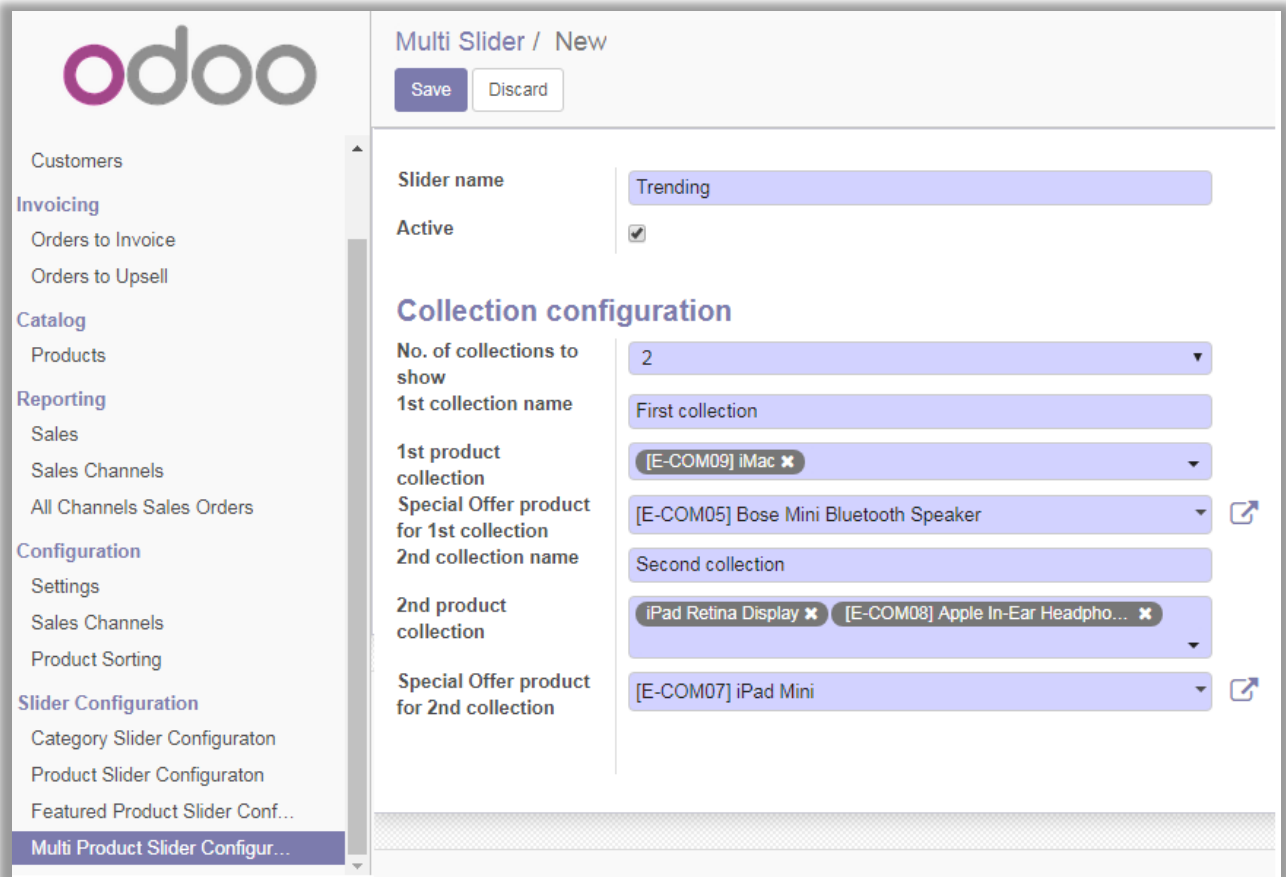 odoo
Customers
Invoicing
Orders to Invoice
Orders to Upsell
Catalog
Products
Reporting
Sales
Sales Channels
All Channels Sales Orders
Configuration
Settings
Sales Channels
Product Sorting
Slider Configuration
Category Slider Configuraton
Product Slider Configuraton
Featured Product Slider Conf...
Multi Product Slider Configur...
Multi Slider / New
Save Discard
Slider name Trending
Active
Collection configuration
No. of collections to
show
2
1st collection name First collection
1st product
collection
[E-COM09] iMac ✖
Special Offer product
for 1st collection
[E-COM05] Bose Mini Bluetooth Speaker
2nd collection name Second collection
2nd product
collection
iPad Retina Display ✖ [E-COM08] Apple In-Ear Headpho... ✖
Special Offer product
for 2nd collection
[E-COM07] iPad Mini